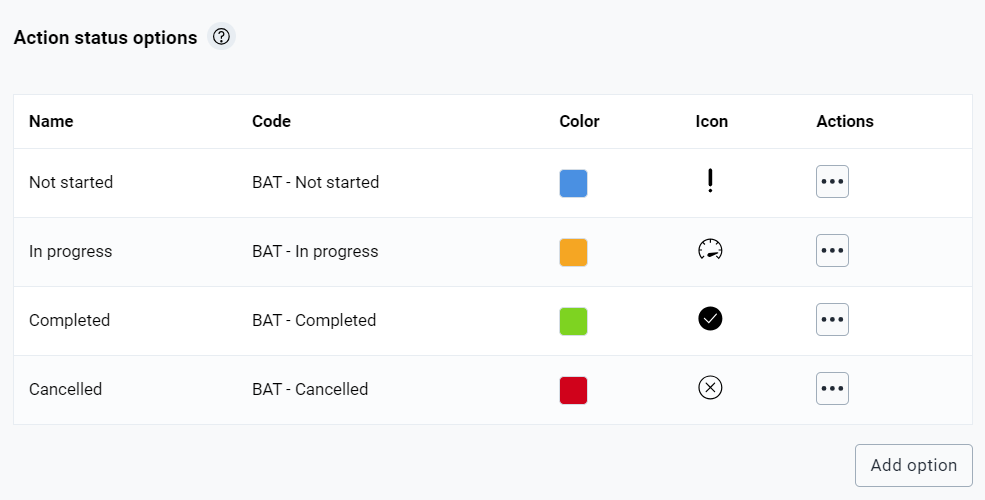 Action status options ?
Name Code Color Icon Actions
Not started BAT - Not started
In progress BAT - In progress
Completed BAT - Completed
Cancelled BAT - Cancelled
Add option